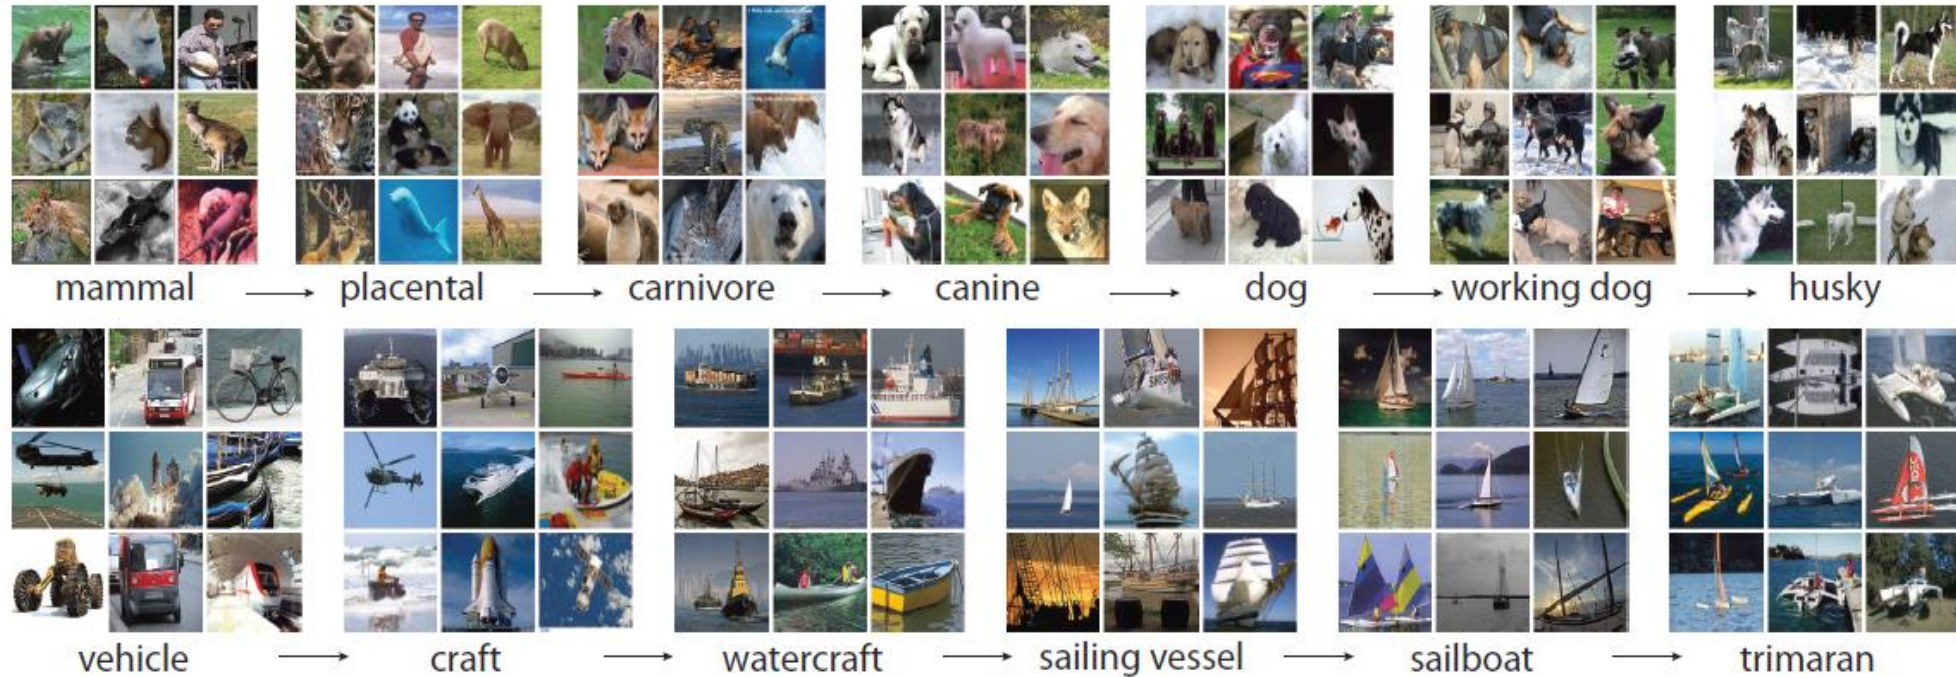 mammal → placental → carnivore → canine → dog → working dog → husky
vehicle → craft → watercraft → sailing vessel → sailboat → trimaran